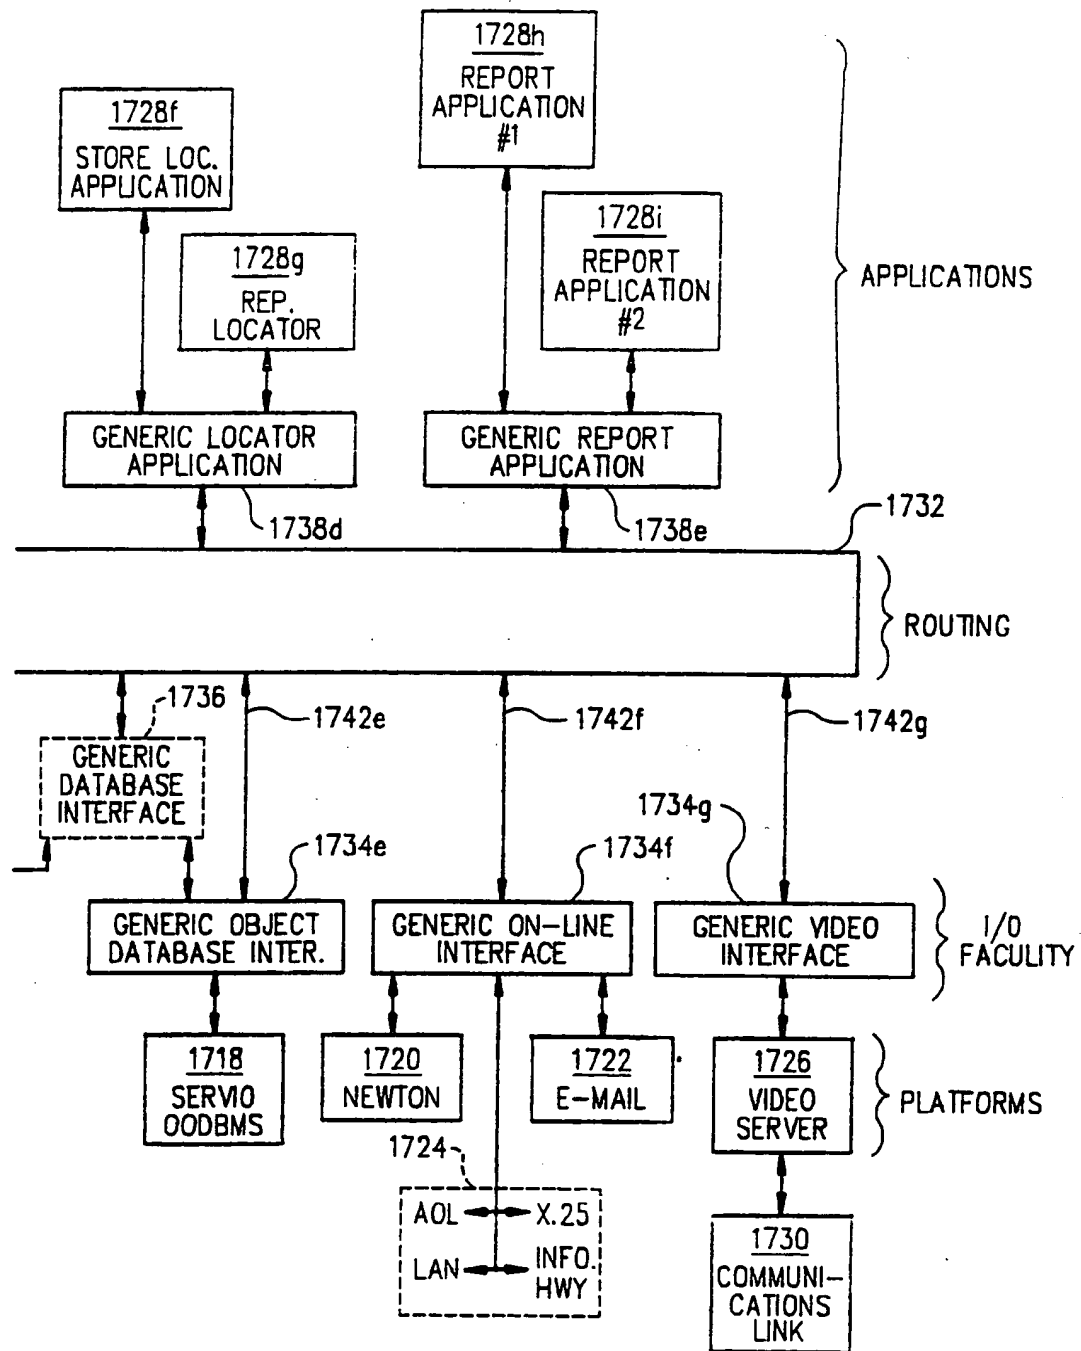 1728h
REPORT
APPLICATION
#1
1728f
STORE LOC.
APPLICATION
1728i
REPORT
APPLICATION
#2
1728g
REP.
LOCATOR
APPLICATIONS
GENERIC LOCATOR
APPLICATION
GENERIC REPORT
APPLICATION
1738d
1738e
1732
ROUTING
1736
1742e
1742f
1742g
GENERIC
DATABASE
INTERFACE
1734e
1734f
1734g
GENERIC OBJECT
DATABASE INTER.
GENERIC ON-LINE
INTERFACE
GENERIC VIDEO
INTERFACE
I/O
FACULITY
1718
SERVIO
OODBMS
1720
NEWTON
1722
E-MAIL
1726
VIDEO
SERVER
PLATFORMS
1724
AOL
X.25
LAN
INFO.
HWY
1730
COMMUNI-
CATIONS
LINK